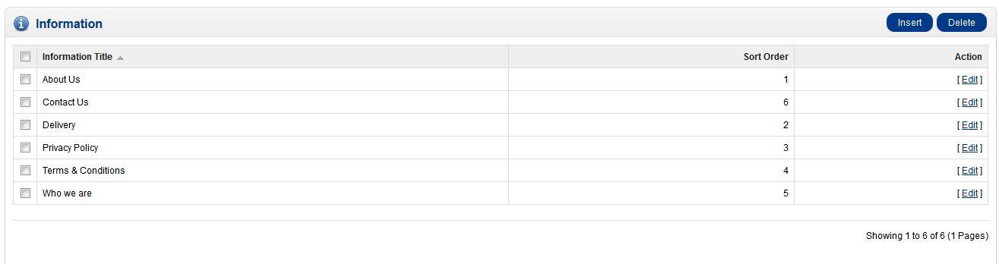 Information Insert Delete
Information Title Sort Order Action
About Us 1 [ Edit ]
Contact Us 6 [ Edit ]
Delivery 2 [ Edit ]
Privacy Policy 3 [ Edit ]
Terms & Conditions 4 [ Edit ]
Who we are 5 [ Edit ]
Showing 1 to 6 of 6 (1 Pages)